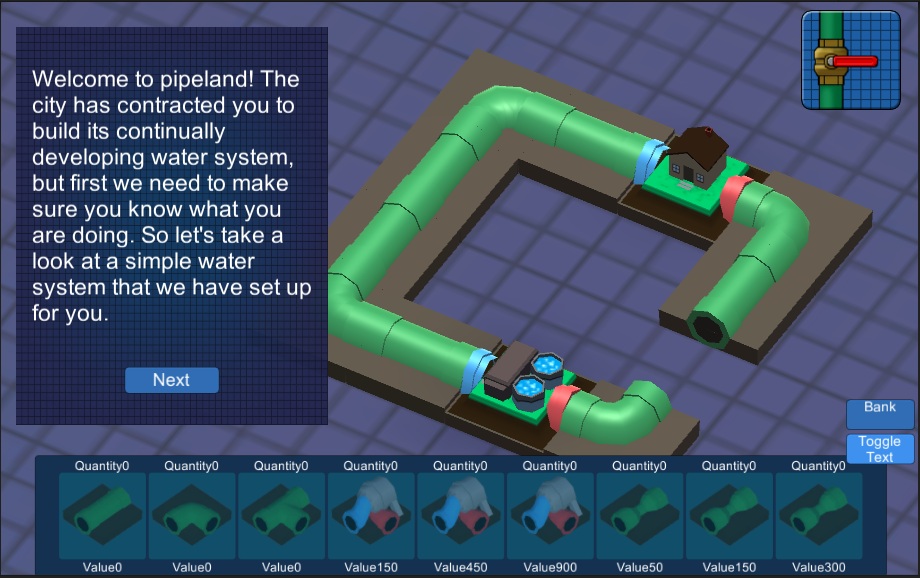 Welcome to pipeland! The
city has contracted you to
build its continually
developing water system,
but first we need to make
sure you know what you
are doing. So let's take a
look at a simple water
system that we have set up
for you.
Next
Bank
Toggle
Text
Quantity0 Quantity0 Quantity0 Quantity0 Quantity0 Quantity0 Quantity0 Quantity0 Quantity0
Value0 Value0 Value0 Value150 Value450 Value900 Value50 Value150 Value300